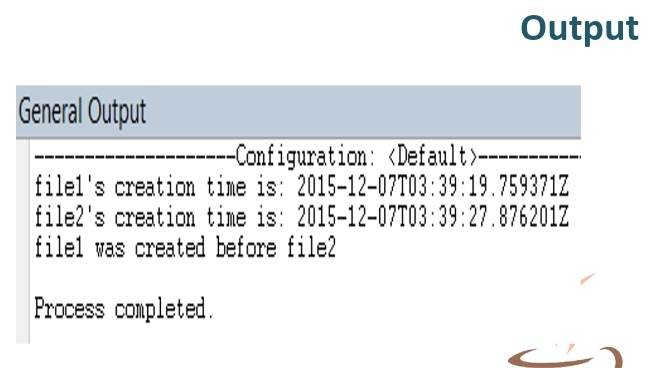 Output
General Output
--------------------Configuration: <Default>----------
file1's creation time is: 2015-12-07T03:39:19.759371Z
file2's creation time is: 2015-12-07T03:39:27.876201Z
file1 was created before file2
Process completed.